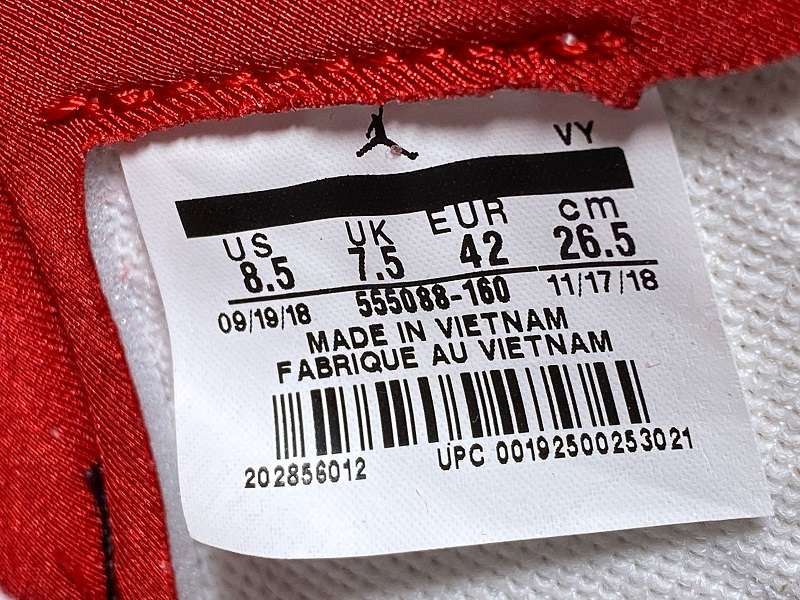 VY
US UK EUR cm
8.5 7.5 42 26.5
09/19/18 555088-160 11/17/18
MADE IN VIETNAM
FABRIQUE AU VIETNAM
202856012 UPC 00192500253021